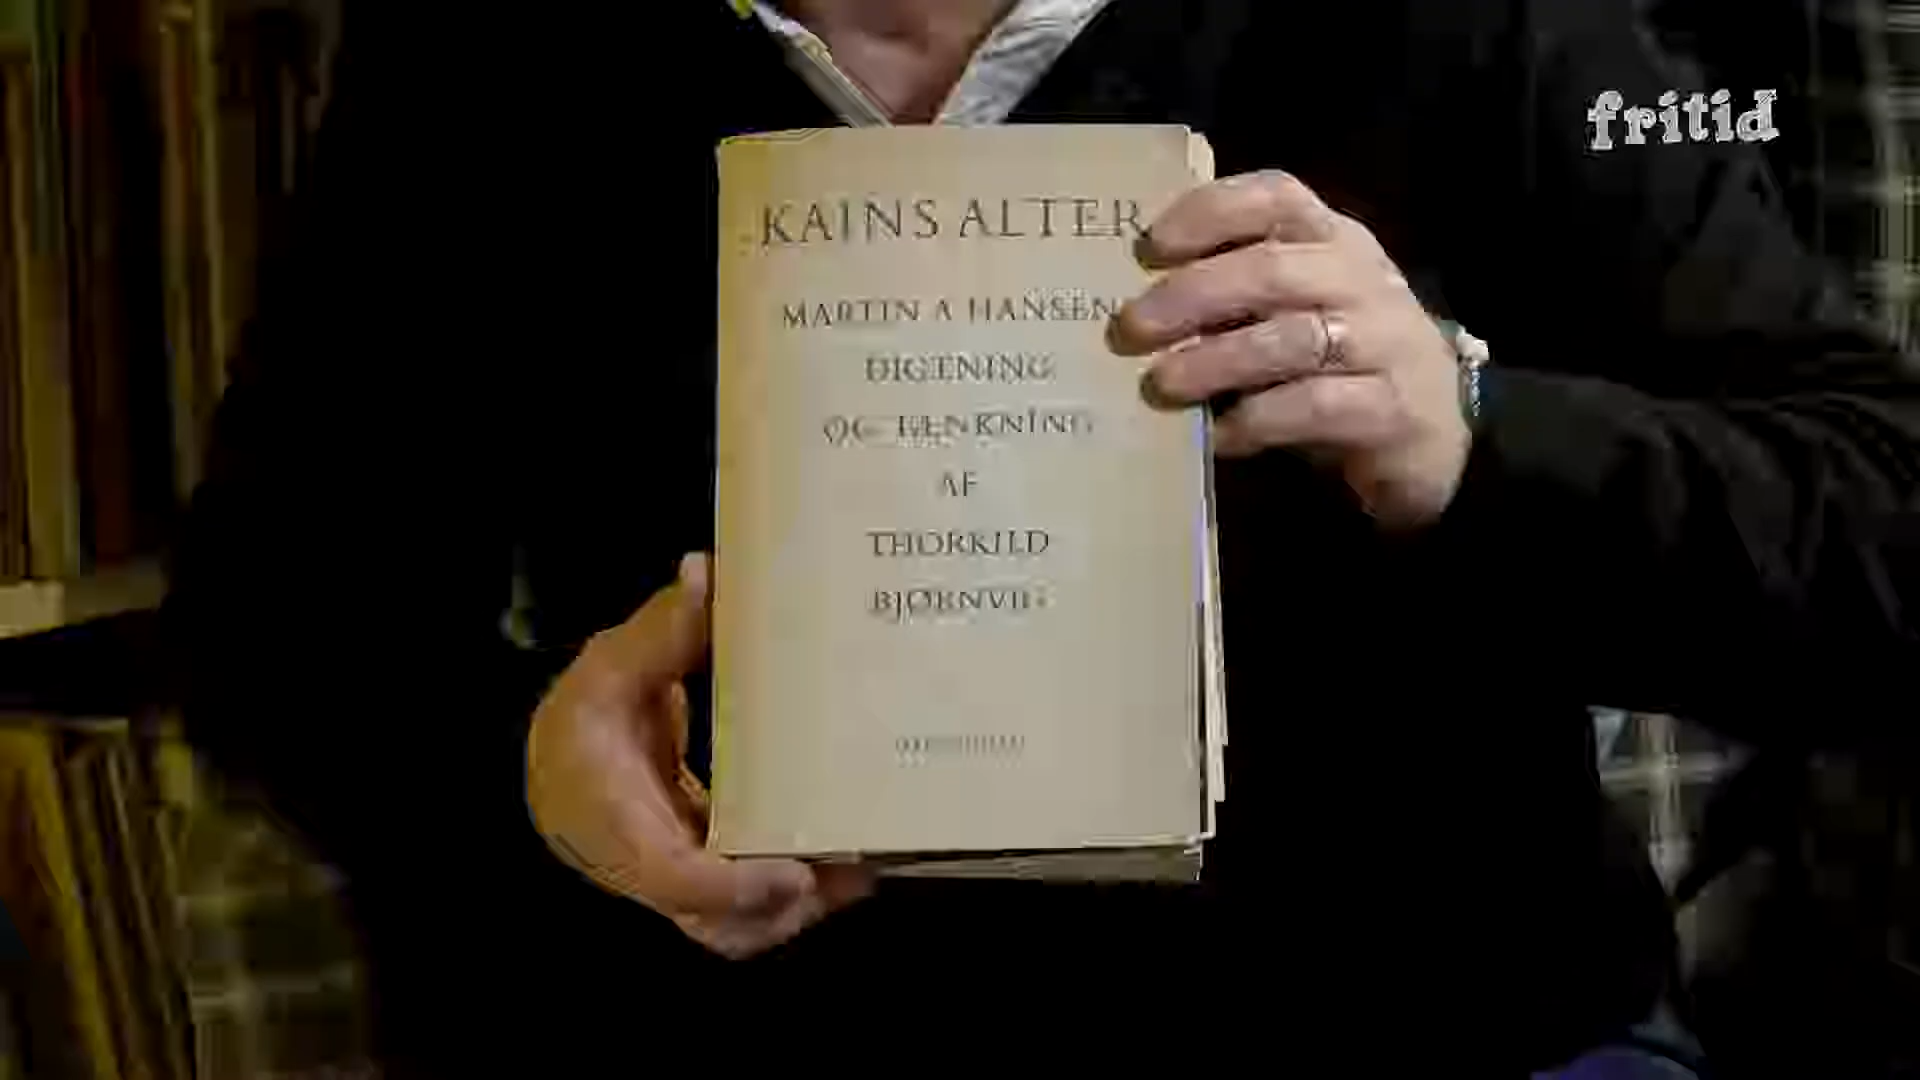 KAINS ALTER
MARTIN A HANSENS
DIGTNING
OG TÆNKNING
AF
THORKILD
BJØRNVIG
fritid